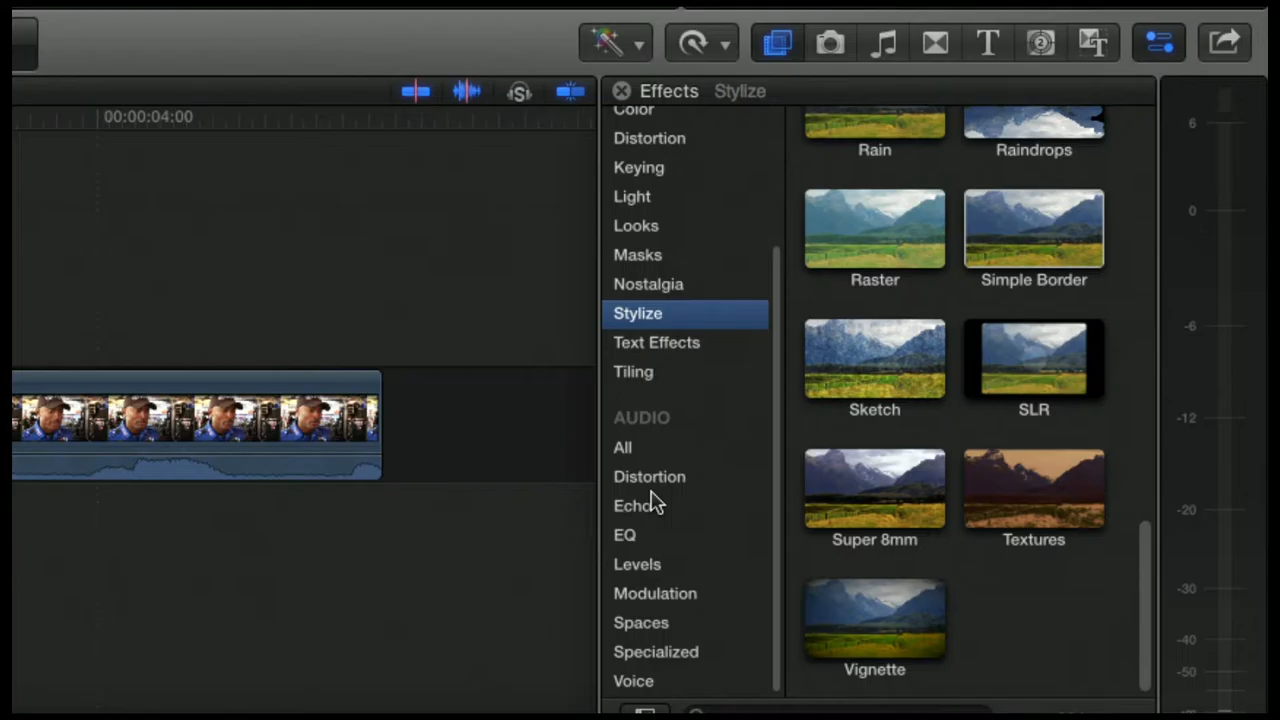 T
2
T
S
Effects Stylize
00:00:04:00
Color
Distortion
Keying
Light
Looks
Masks
Nostalgia
Stylize
Text Effects
Tiling
AUDIO
All
Distortion
Echo
EQ
Levels
Modulation
Spaces
Specialized
Voice
Rain
Raindrops
Raster
Simple Border
Sketch
SLR
Super 8mm
Textures
Vignette
6
0
-6
-12
-20
-30
-40
-50